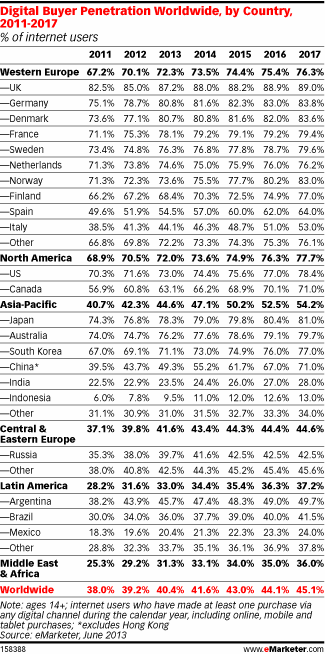 Digital Buyer Penetration Worldwide, by Country,
2011-2017
% of internet users
2011 2012 2013 2014 2015 2016 2017
Western Europe 67.2% 70.1% 72.3% 73.5% 74.4% 75.4% 76.3%
—UK 82.5% 85.0% 87.2% 88.0% 88.2% 88.9% 89.0%
—Germany 75.1% 78.7% 80.8% 81.6% 82.3% 83.0% 83.8%
—Denmark 73.6% 77.1% 80.7% 80.8% 81.6% 82.0% 83.6%
—France 71.1% 75.3% 78.1% 79.2% 79.1% 79.2% 79.4%
—Sweden 73.4% 74.8% 76.3% 76.8% 77.8% 78.7% 79.6%
—Netherlands 71.3% 73.8% 74.6% 75.0% 75.9% 76.0% 76.2%
—Norway 71.3% 72.3% 73.6% 75.5% 77.7% 80.2% 83.0%
—Finland 66.2% 67.2% 68.4% 70.3% 72.5% 74.9% 77.0%
—Spain 49.6% 51.9% 54.5% 57.0% 60.0% 62.0% 64.0%
—Italy 38.5% 41.3% 44.1% 46.3% 48.7% 51.0% 53.0%
—Other 66.8% 69.8% 72.2% 73.3% 74.3% 75.3% 76.1%
North America 68.9% 70.5% 72.0% 73.6% 74.9% 76.3% 77.7%
—US 70.3% 71.6% 73.0% 74.4% 75.6% 77.0% 78.4%
—Canada 56.9% 60.8% 63.1% 66.2% 68.9% 70.1% 71.0%
Asia-Pacific 40.7% 42.3% 44.6% 47.1% 50.2% 52.5% 54.2%
—Japan 74.3% 76.8% 78.3% 79.0% 79.8% 80.4% 81.0%
—Australia 74.0% 74.7% 76.2% 77.6% 78.6% 79.1% 79.7%
—South Korea 67.0% 69.1% 71.1% 73.0% 74.9% 76.0% 77.0%
—China* 39.5% 43.7% 49.3% 55.2% 61.7% 67.0% 71.0%
—India 22.5% 22.9% 23.5% 24.4% 26.0% 27.0% 28.0%
—Indonesia 6.0% 7.8% 9.5% 11.0% 12.0% 12.6% 13.0%
—Other 31.1% 30.9% 31.0% 31.5% 32.7% 33.3% 34.0%
Central &
Eastern Europe 37.1% 39.8% 41.6% 43.4% 44.3% 44.4% 44.6%
—Russia 35.3% 38.0% 39.7% 41.6% 42.5% 42.5% 42.5%
—Other 38.0% 40.8% 42.5% 44.3% 45.2% 45.4% 45.6%
Latin America 28.2% 31.6% 33.0% 34.4% 35.4% 36.3% 37.2%
—Argentina 38.2% 43.9% 45.7% 47.4% 48.3% 49.0% 49.7%
—Brazil 30.0% 34.0% 36.0% 37.7% 39.0% 40.0% 41.5%
—Mexico 18.3% 19.6% 20.4% 21.3% 22.3% 23.3% 24.0%
—Other 28.8% 32.3% 33.7% 35.1% 36.1% 36.9% 37.8%
Middle East
& Africa 25.3% 29.2% 31.3% 33.1% 34.0% 35.0% 36.0%
Worldwide 38.0% 39.2% 40.4% 41.6% 43.0% 44.1% 45.1%
Note: ages 14+; internet users who have made at least one purchase via
any digital channel during the calendar year, including online, mobile and
tablet purchases; *excludes Hong Kong
Source: eMarketer, June 2013
158388
www.eMarketer.com